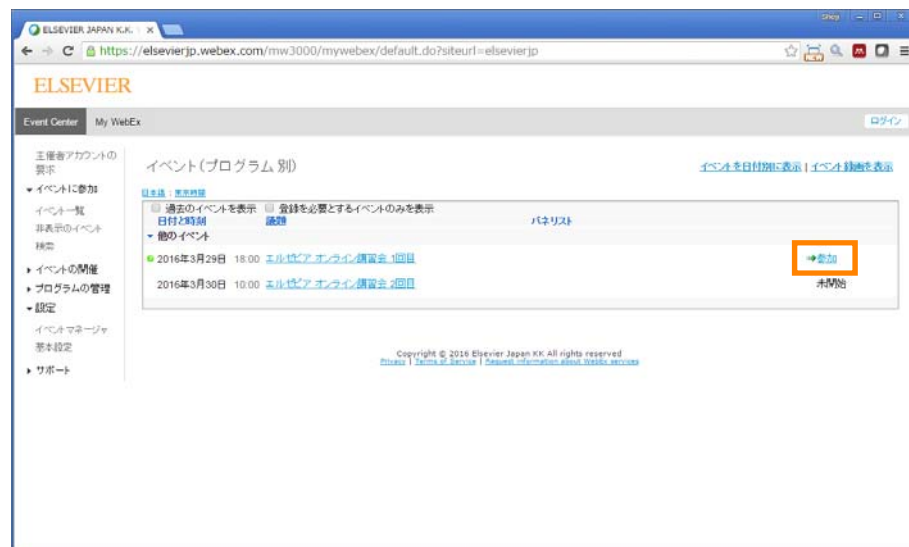 ELSEVIER JAPAN K.K.
https://elsevierjp.webex.com/mw3000/mywebex/default.do?siteurl=elsevierjp
ELSEVIER
Event Center My WebEx ログイン
主催者アカウントの
要求
イベントに参加
イベント一覧
非表示のイベント
検索
イベントの開催
プログラムの管理
設定
イベントマネージャ
基本設定
サポート
イベント(プログラム別)
イベントを日付別に表示 | イベント録画を表示
日本語 : 東京時間
過去のイベントを表示 登録を必要とするイベントのみを表示
日付と時刻 議題 パネリスト
他のイベント
2016年3月29日 18:00 エルゼビア オンライン講習会 1回目 参加
2016年3月30日 10:00 エルゼビア オンライン講習会 2回目 未開始
Copyright © 2016 Elsevier Japan KK All rights reserved
Privacy | Terms of Service | Request information about WebEx services